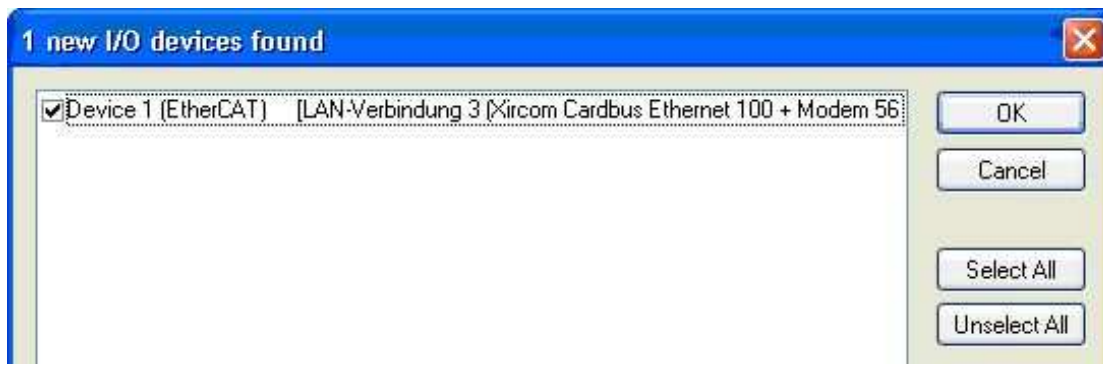 1 new I/O devices found
Device 1 (EtherCAT) [LAN-Verbindung 3 (Xircom Cardbus Ethernet 100 + Modem 56
OK
Cancel
Select All
Unselect All